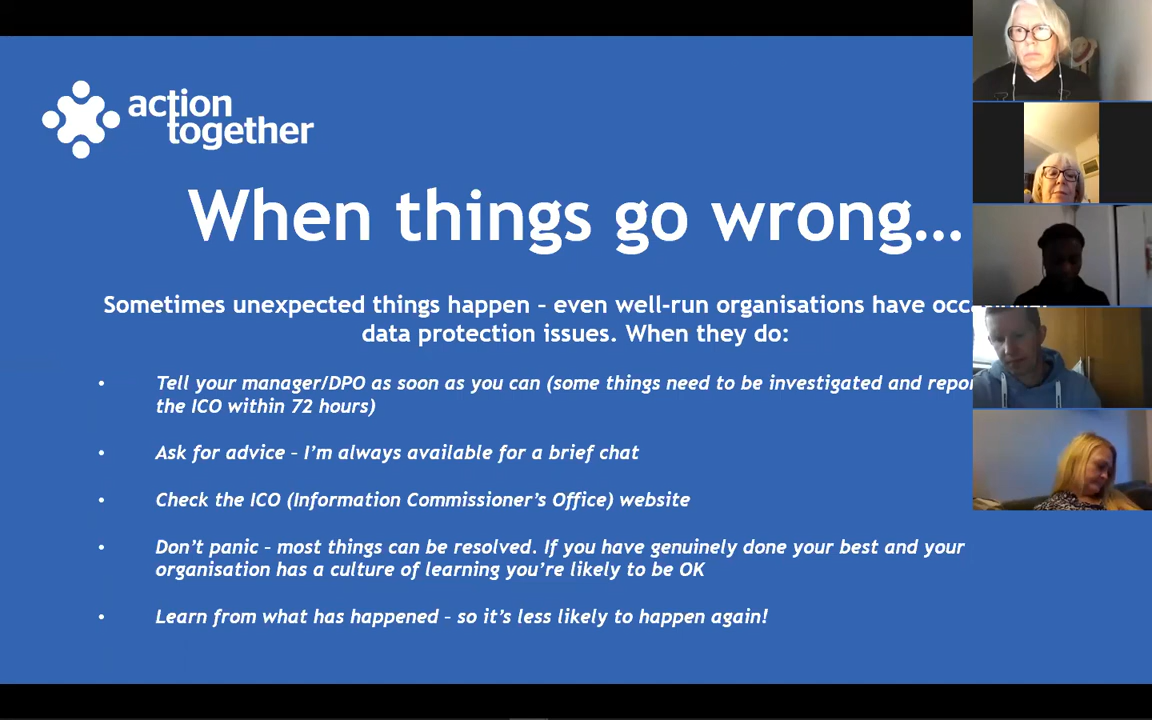 action
together
When things go wrong...
Sometimes unexpected things happen – even well-run organisations have
data protection issues. When they do:
• Tell your manager/DPO as soon as you can (some things need to be investigated and
the ICO within 72 hours)
• Ask for advice – I'm always available for a brief chat
• Check the ICO (Information Commissioner's Office) website
• Don't panic – most things can be resolved. If you have genuinely done your best and your
organisation has a culture of learning you're likely to be OK
• Learn from what has happened – so it's less likely to happen again!